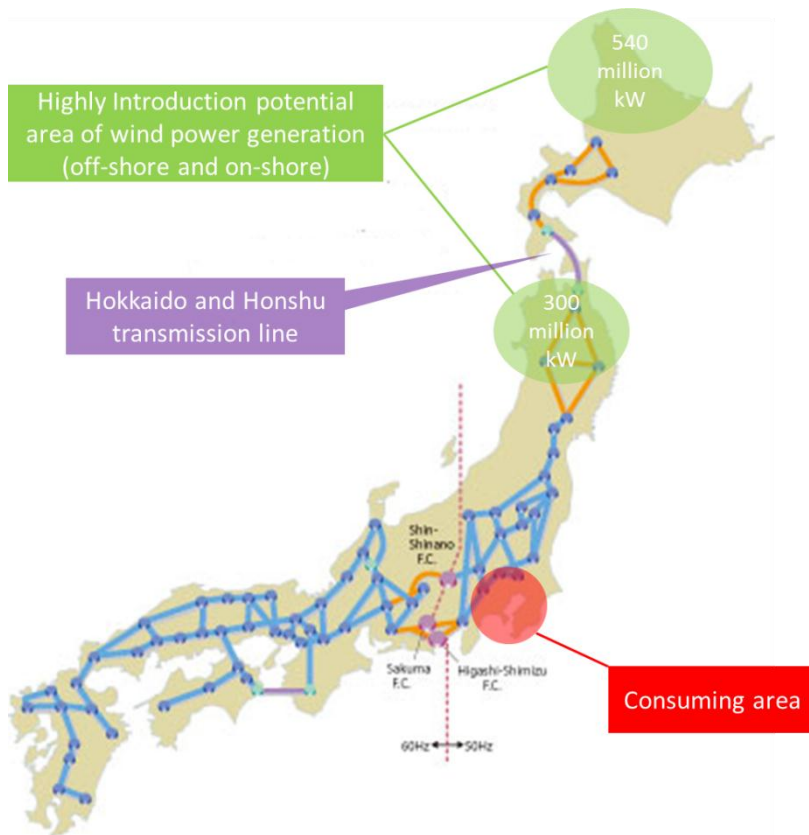 540
million
kW
Highly Introduction potential
area of wind power generation
(off-shore and on-shore)
Hokkaido and Honshu
transmission line
300
million
kW
Shin-
Shinano
F.C.
Sakuma
F.C.
Higashi-Shimizu
F.C.
Consuming area
60Hz
50Hz